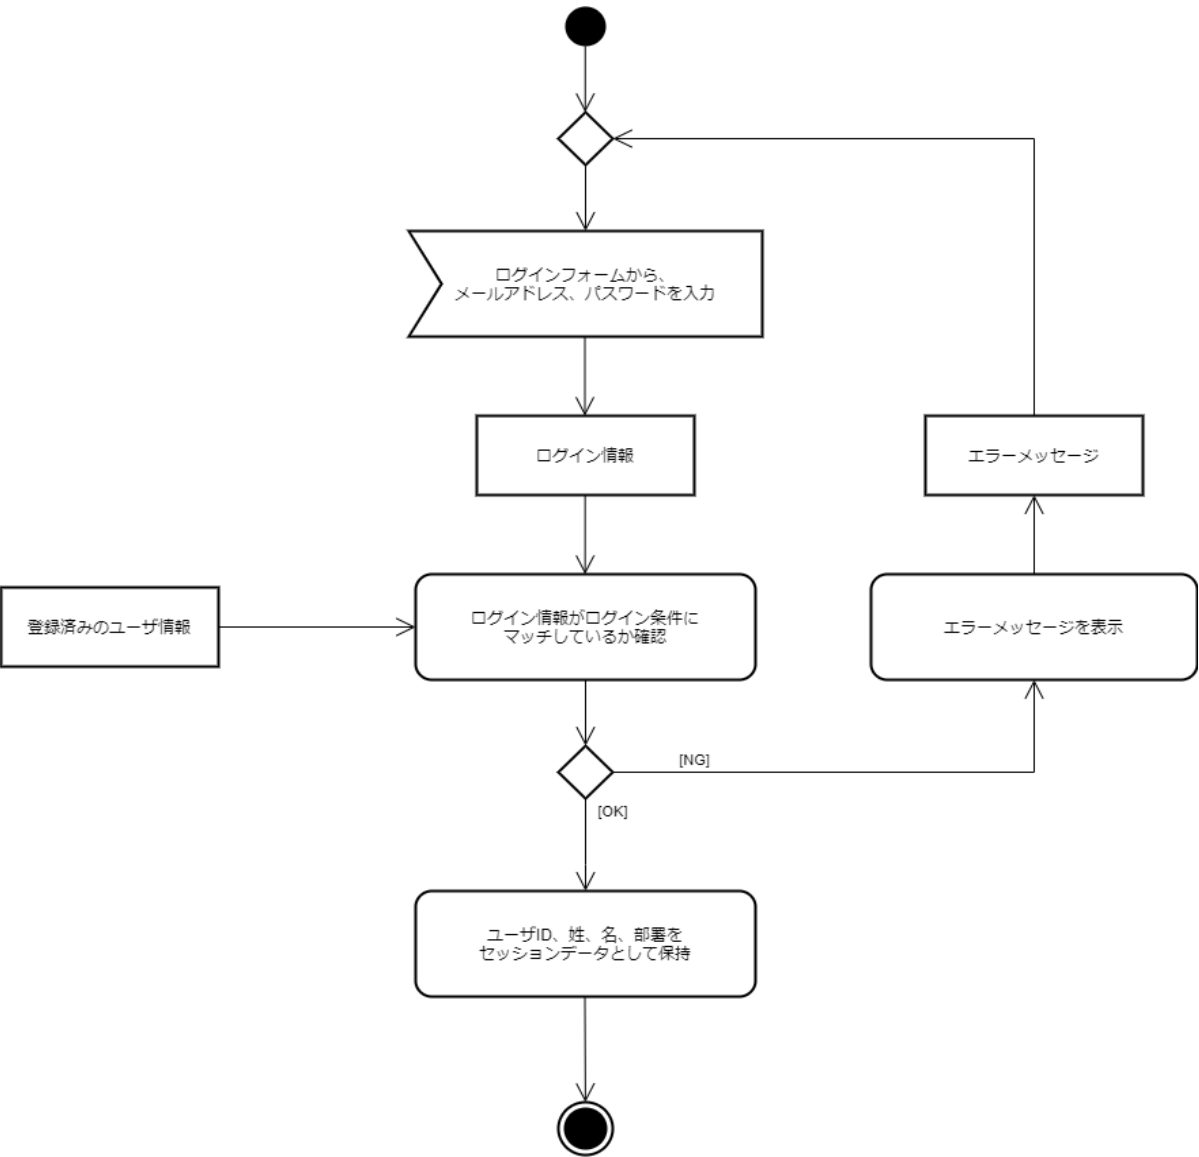 ログインフォームから、
メールアドレス、パスワードを入力
ログイン情報
エラーメッセージ
登録済みのユーザ情報
ログイン情報がログイン条件に
マッチしているか確認
エラーメッセージを表示
[NG]
[OK]
ユーザID、姓、名、部署を
セッションデータとして保持